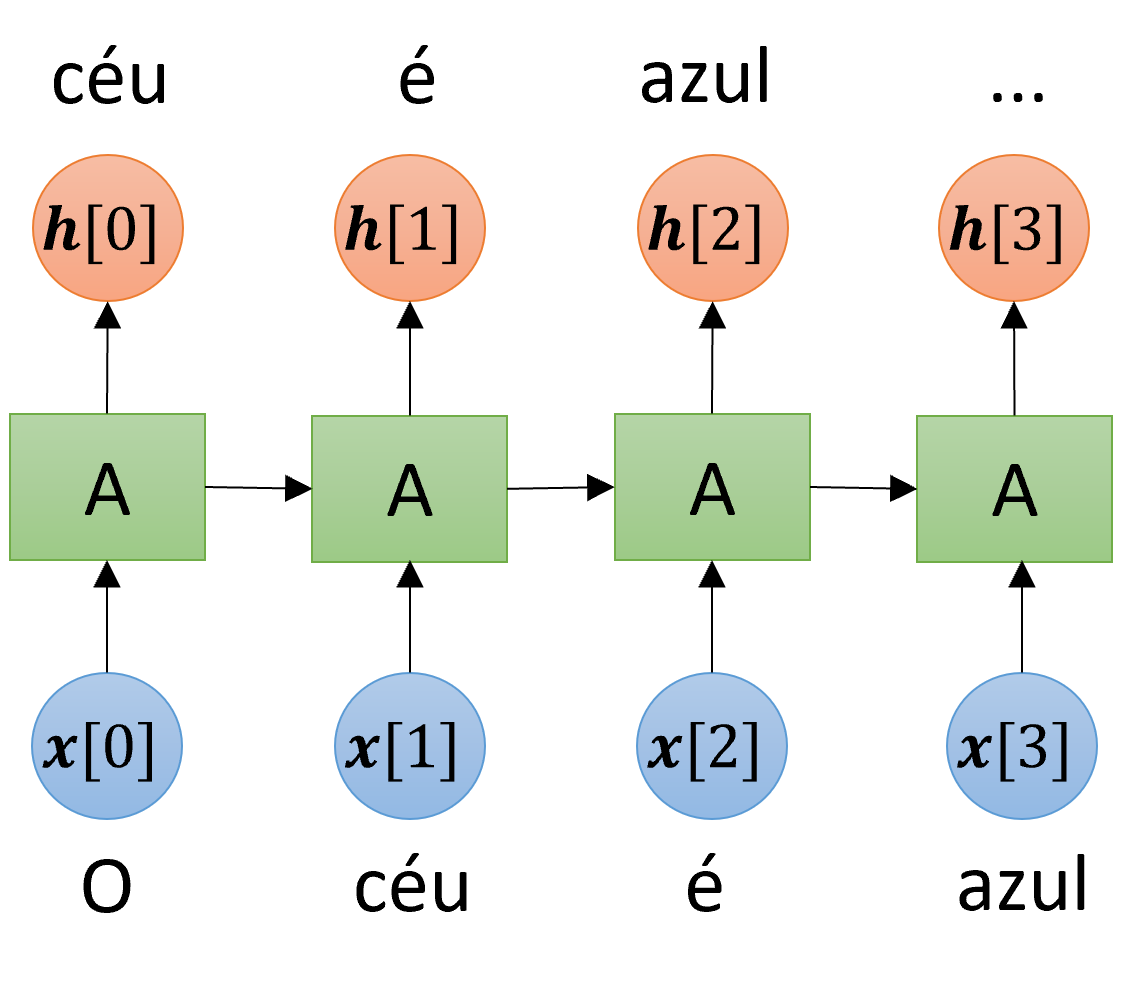 céu é azul ...
h[0] h[1] h[2] h[3]
A A A A
x[0] x[1] x[2] x[3]
O céu é azul